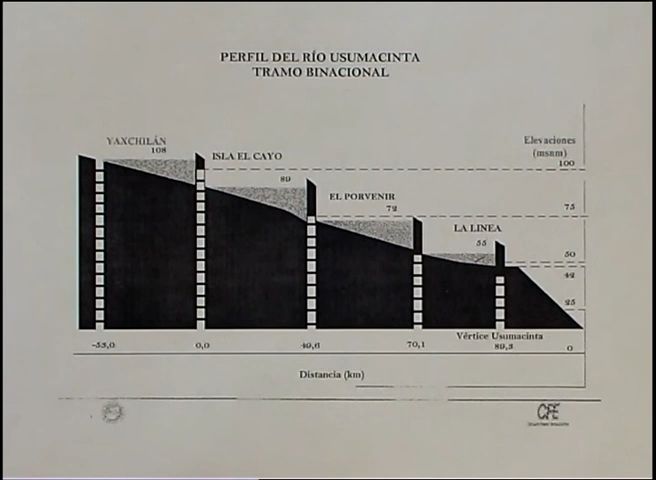 PERFIL DEL RÍO USUMACINTA
TRAMO BINACIONAL
YAXCHILÁN
108
ISLA EL CAYO
89
EL PORVENIR
72
LA LINEA
55
Elevaciones
(msnm)
100
75
50
42
25
0
Vértice Usumacinta
-53,0
0,0
49,6
70,1
89,3
Distancia (km)
CFE